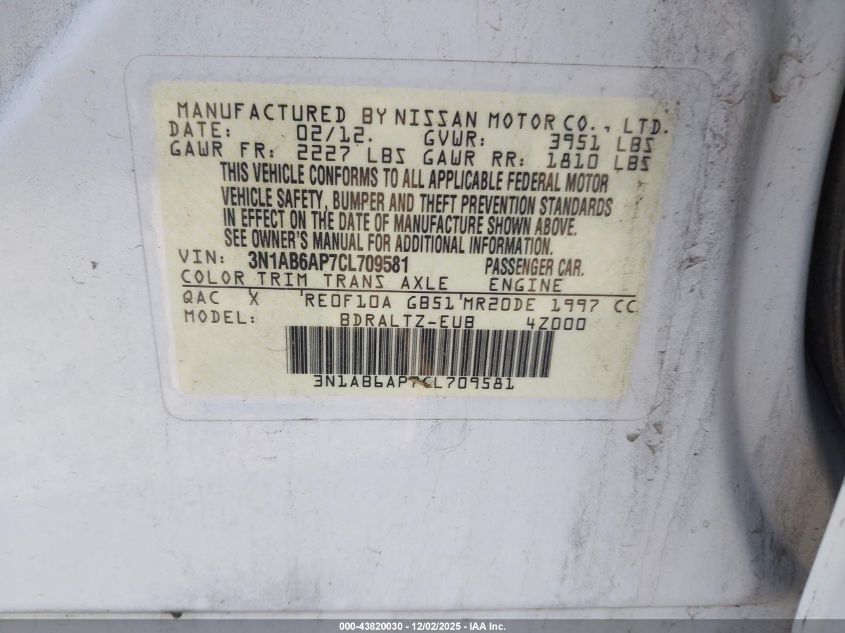 MANUFACTURED BY NISSAN MOTOR CO., LTD.
DATE: 02/12. GVWR: 3951 LBS
GAWR FR: 2227 LBS GAWR RR: 1810 LBS
THIS VEHICLE CONFORMS TO ALL APPLICABLE FEDERAL MOTOR
VEHICLE SAFETY, BUMPER AND THEFT PREVENTION STANDARDS
IN EFFECT ON THE DATE OF MANUFACTURE SHOWN ABOVE.
SEE OWNER'S MANUAL FOR ADDITIONAL INFORMATION.
VIN: 3N1AB6AP7CL709581 PASSENGER CAR.
COLOR TRIM TRANS AXLE ENGINE
QAC X RE0F10A GB51 MR20DE 1997 CC
MODEL: BDRALTZ-EUB 4Z000
3N1AB6AP7CL709581
000-43820030 - 12/02/2025 - IAA Inc.